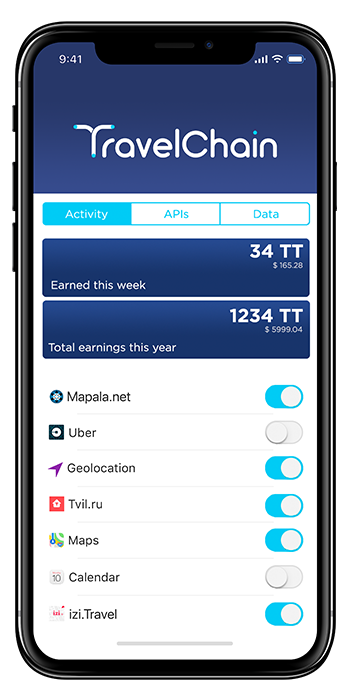 9:41
TravelChain
Activity APIs Data
34 TT
$ 165.28
Earned this week
1234 TT
$ 5999.04
Total earnings this year
Mapala.net
Uber
Geolocation
Tvil.ru
Maps
10 Calendar
izi izi.Travel